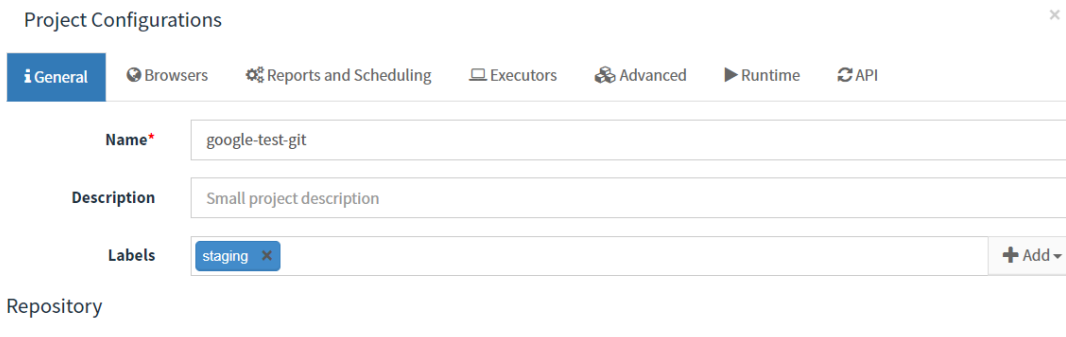 Project Configurations ×
General Browsers Reports and Scheduling Executors Advanced Runtime API
Name* google-test-git
Description Small project description
Labels staging × Add
Repository